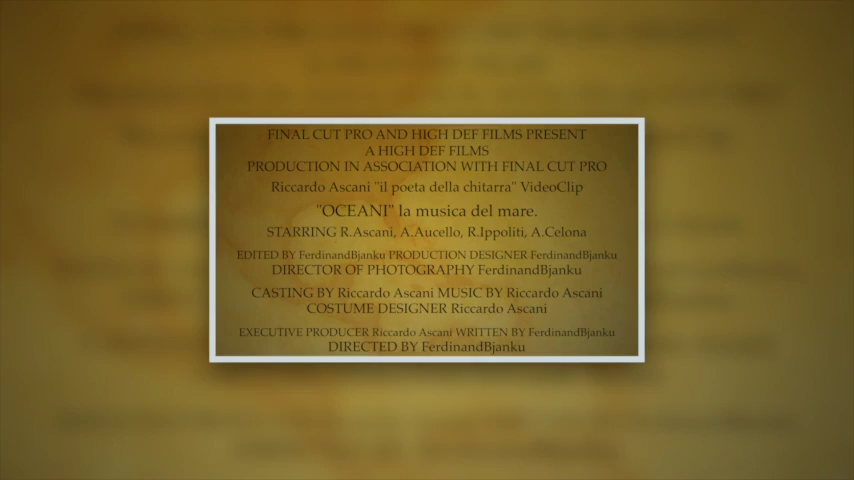 FINAL CUT PRO AND HIGH DEF FILMS PRESENT
A HIGH DEF FILMS
PRODUCTION IN ASSOCIATION WITH FINAL CUT PRO
Riccardo Ascani "il poeta della chitarra" VideoClip
"OCEANI" la musica del mare.
STARRING R.Ascani, A.Aucello, R.Ippoliti, A.Celona
EDITED BY FerdinandBjanku PRODUCTION DESIGNER FerdinandBjanku
DIRECTOR OF PHOTOGRAPHY FerdinandBjanku
CASTING BY Riccardo Ascani MUSIC BY Riccardo Ascani
COSTUME DESIGNER Riccardo Ascani
EXECUTIVE PRODUCER Riccardo Ascani WRITTEN BY FerdinandBjanku
DIRECTED BY FerdinandBjanku